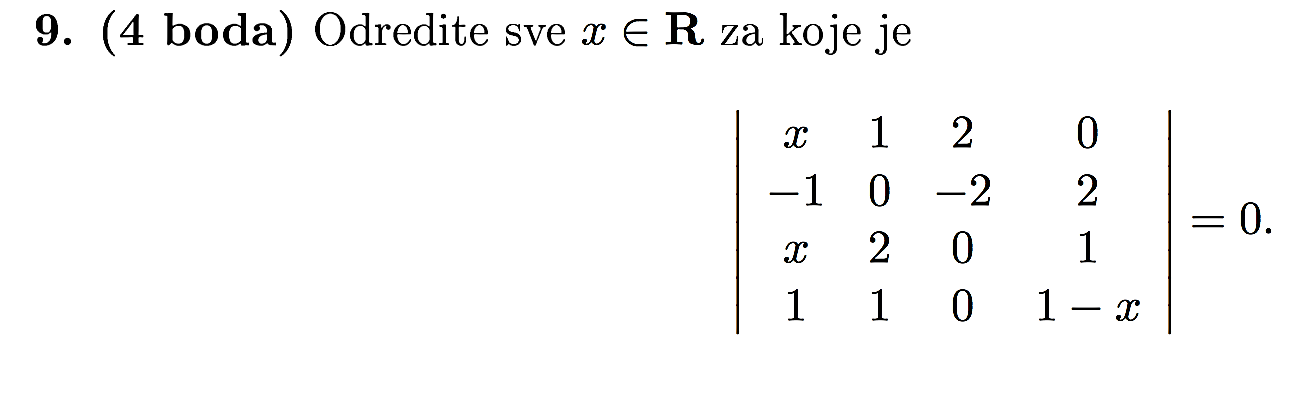 9. (4 boda) Odredite sve x ∈ R za koje je
| x 1 2 0 |
| −1 0 −2 2 |
| x 2 0 1 | = 0.
| 1 1 0 1 − x |